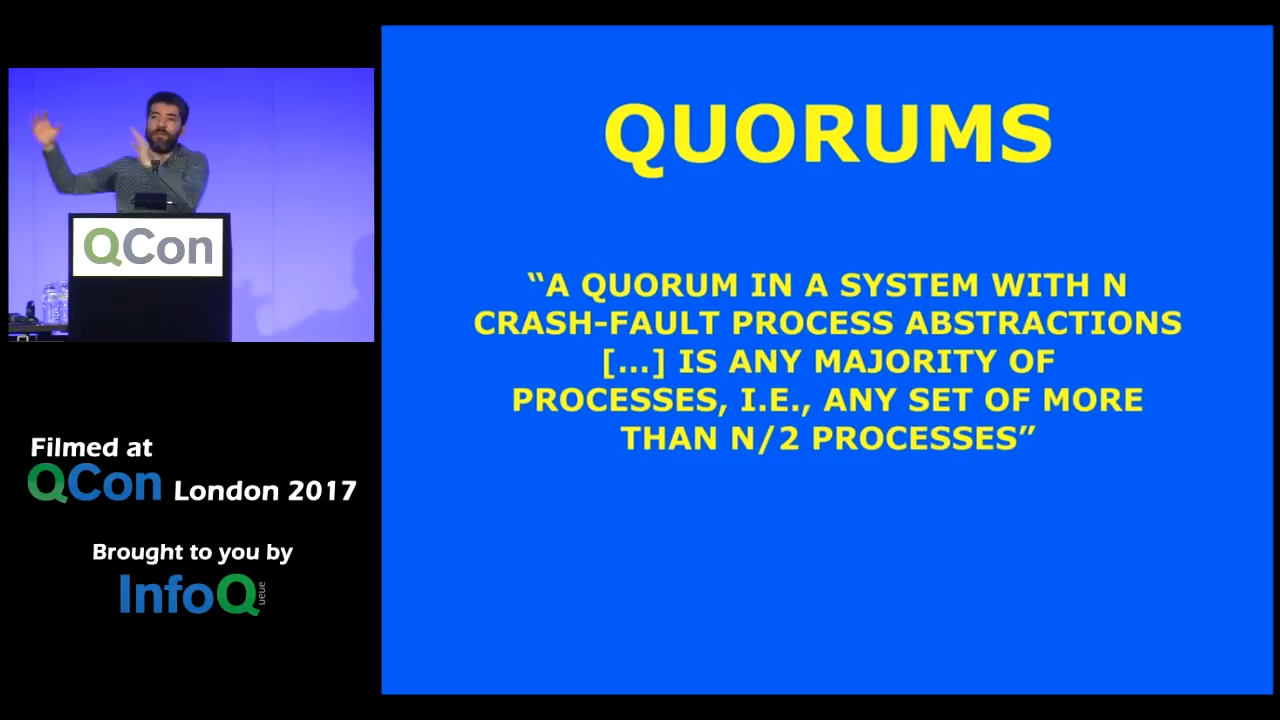 QCon
Filmed at
QCon London 2017
Brought to you by
InfoQ
ueue
QUORUMS
“A QUORUM IN A SYSTEM WITH N
CRASH-FAULT PROCESS ABSTRACTIONS
[...] IS ANY MAJORITY OF
PROCESSES, I.E., ANY SET OF MORE
THAN N/2 PROCESSES”